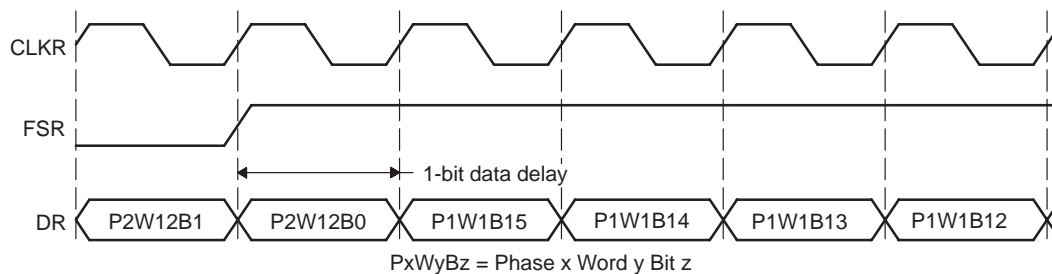 CLKR
FSR
1-bit data delay
DR P2W12B1 P2W12B0 P1W1B15 P1W1B14 P1W1B13 P1W1B12
PxWyBz = Phase x Word y Bit z